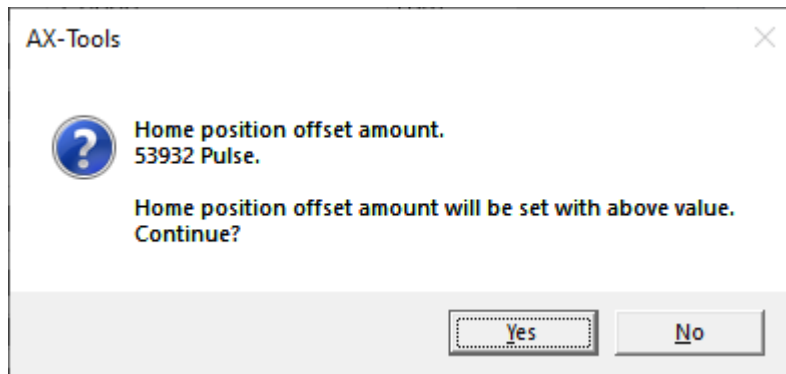 AX-Tools
Home position offset amount.
53932 Pulse.
Home position offset amount will be set with above value.
Continue?
Yes
No